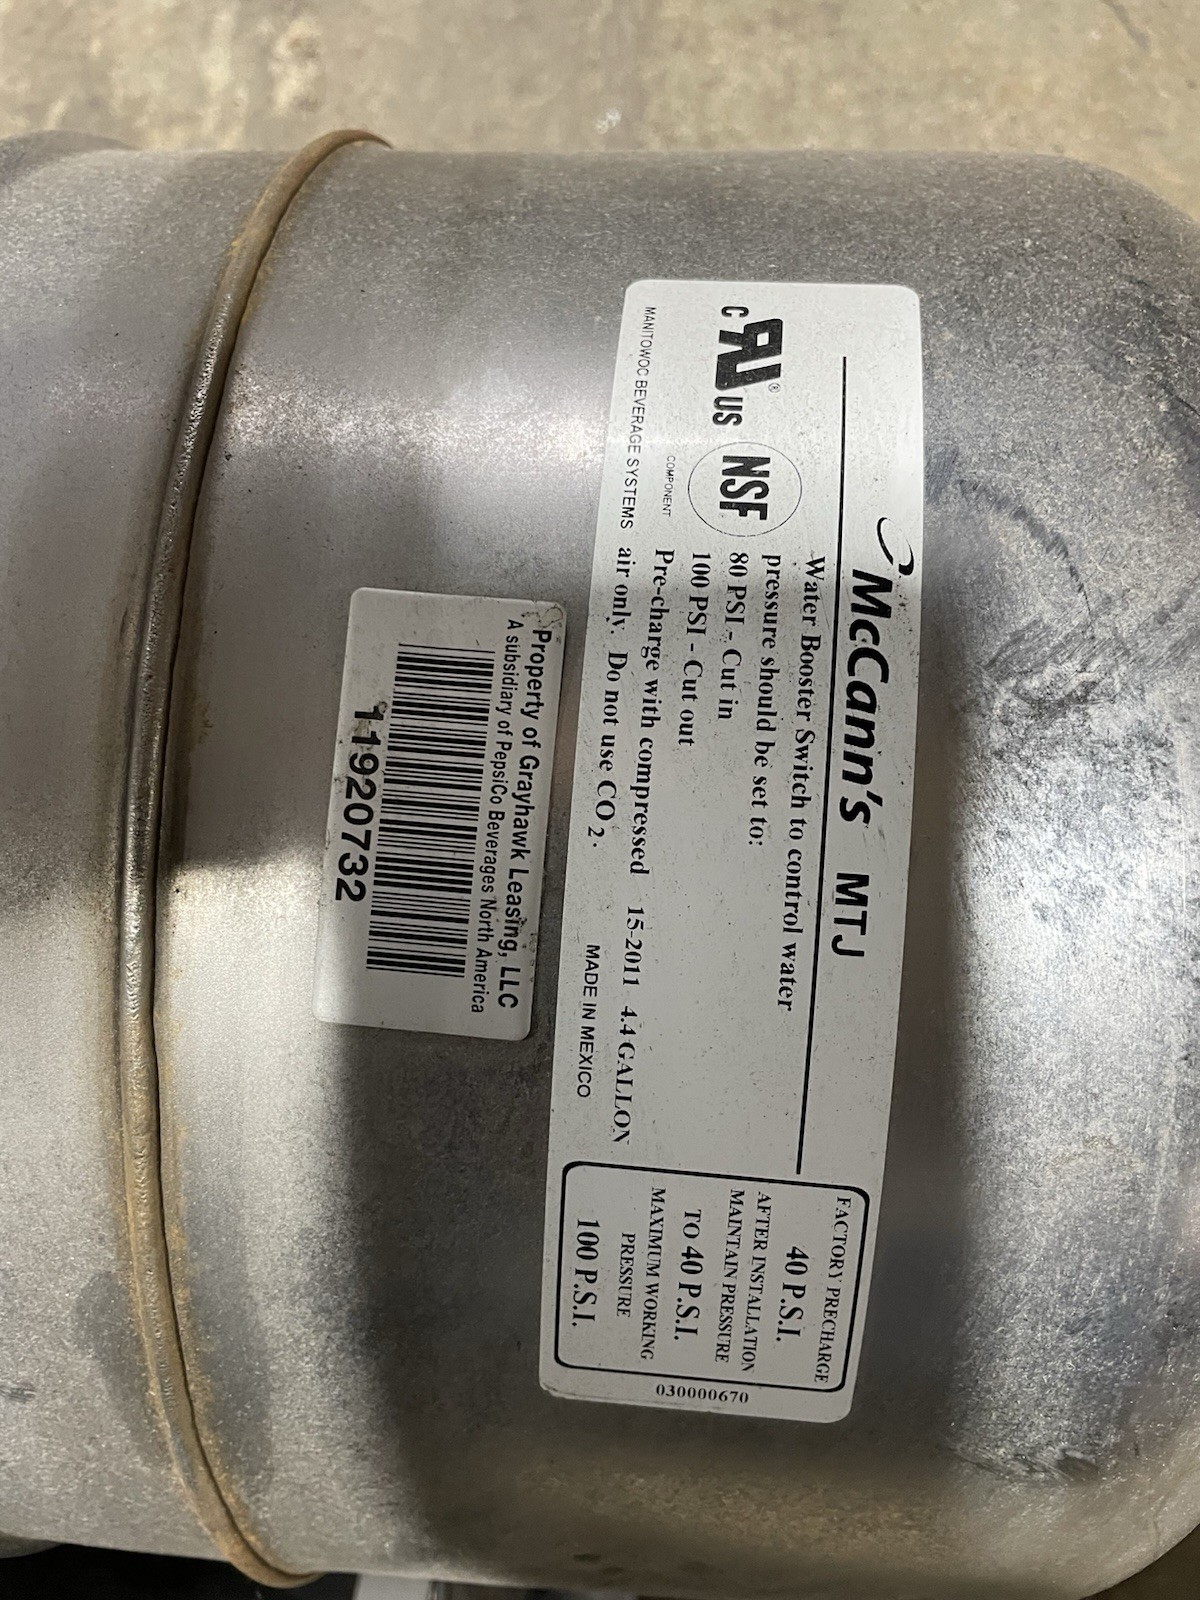 McCann's MTJ
Water Booster Switch to control water
pressure should be set to:
80 PSI - Cut in
100 PSI - Cut out
Pre-charge with compressed
air only. Do not use CO2.
c RU® US
NSF
COMPONENT
MANITOWOC BEVERAGE SYSTEMS
15-2011 4.4 GALLON
MADE IN MEXICO
FACTORY PRECHARGE
40 P.S.I.
AFTER INSTALLATION
MAINTAIN PRESSURE
TO 40 P.S.I.
MAXIMUM WORKING
PRESSURE
100 P.S.I.
030000670
Property of Grayhawk Leasing, LLC
A subsidiary of PepsiCo Beverages North America
11920732